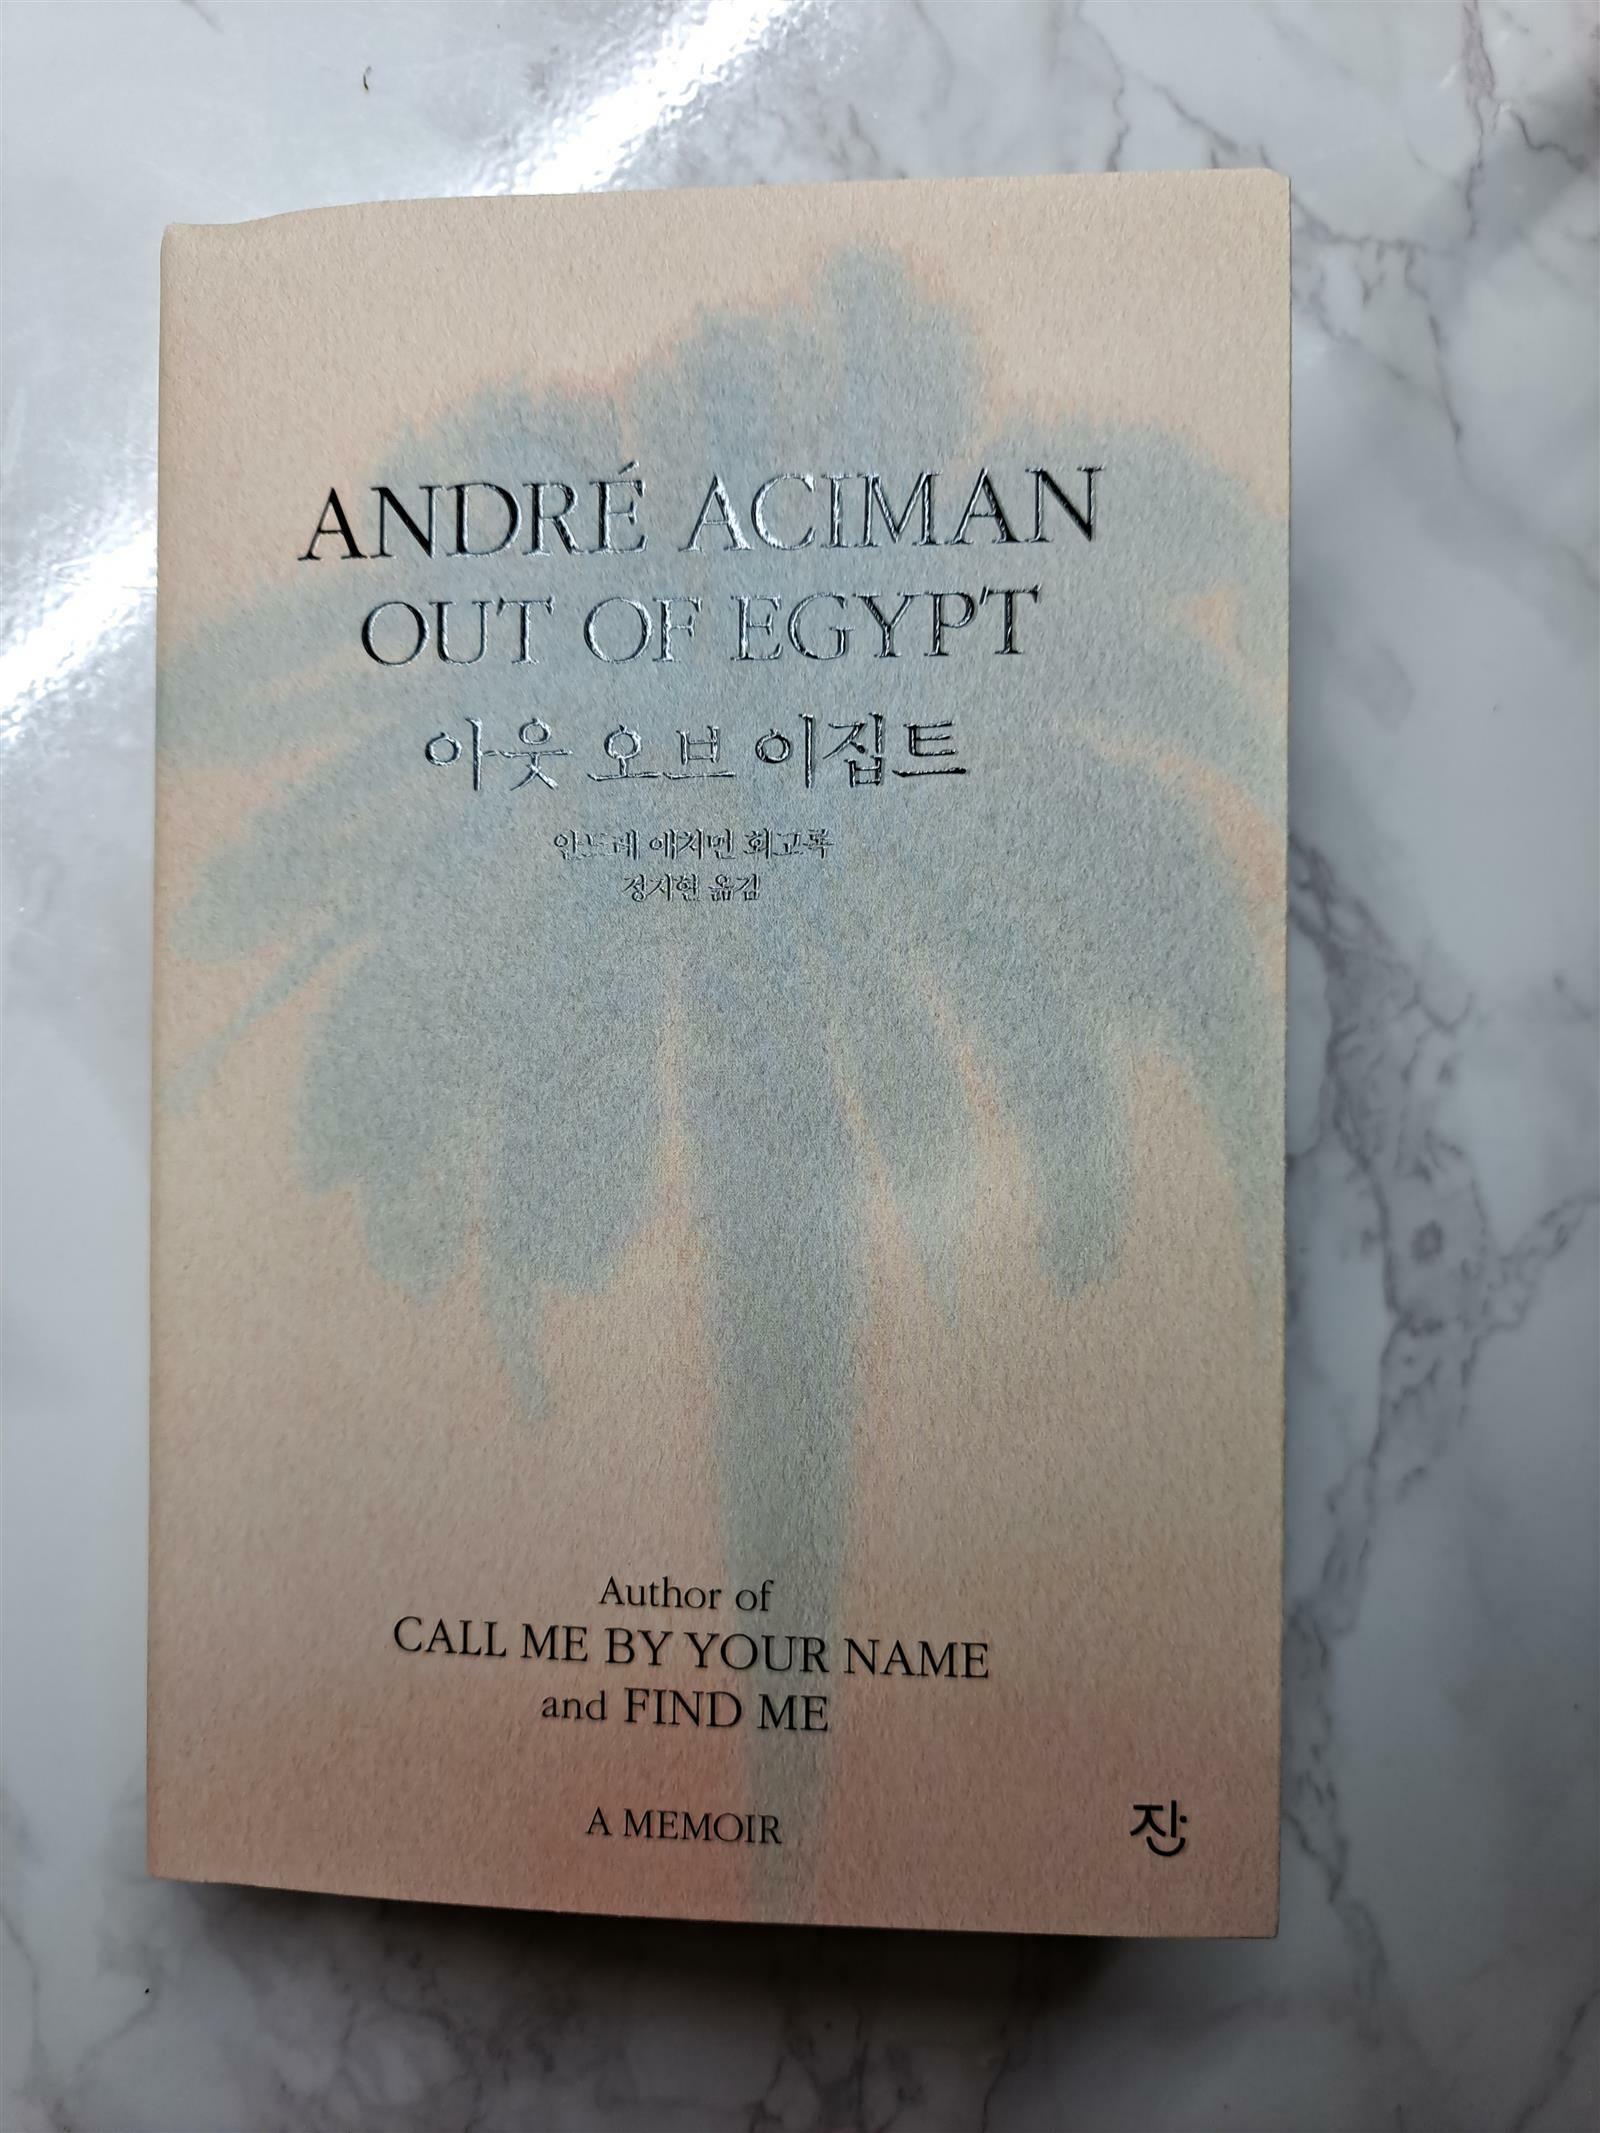 ANDRÉ ACIMAN
OUT OF EGYPT
아웃 오브 이집트
안드레 애치먼 회고록
정지현 옮김
Author of
CALL ME BY YOUR NAME
and FIND ME
A MEMOIR
잔